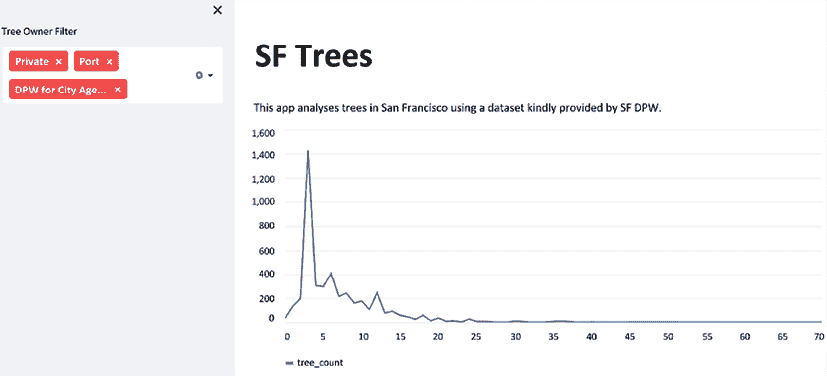 ×
Tree Owner Filter
Private ×
Port ×
DPW for City Age... ×
SF Trees
This app analyses trees in San Francisco using a dataset kindly provided by SF DPW.
1,600
1,400
1,200
1,000
800
600
400
200
0
0 5 10 15 20 25 30 35 40 45 50 55 60 65 70
tree_count